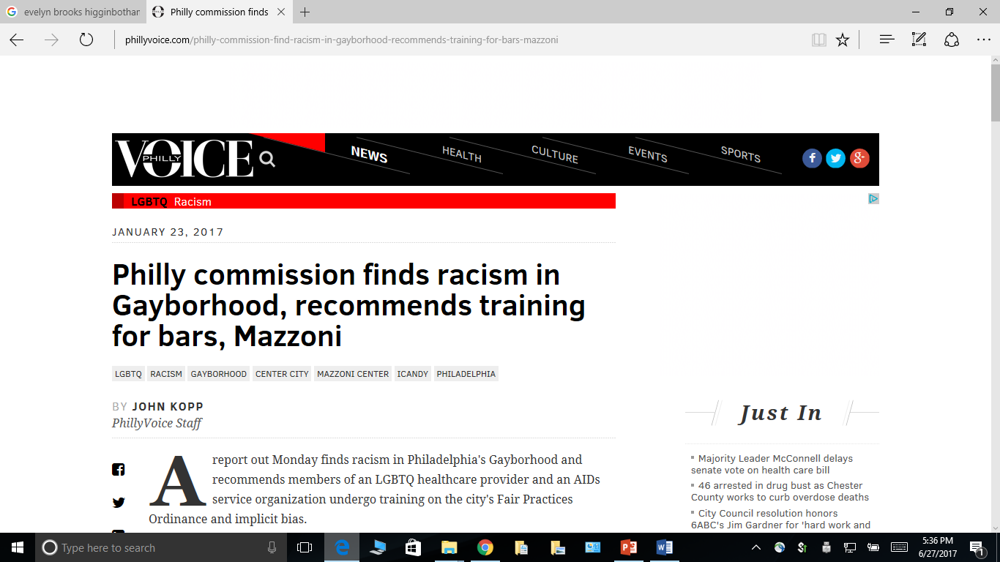 evelyn brooks higginbothar
Philly commission finds
phillyvoice.com/philly-commission-find-racism-in-gayborhood-recommends-training-for-bars-mazzoni
VOICE
PHILLY
NEWS
HEALTH
CULTURE
EVENTS
SPORTS
LGBTQ Racism
JANUARY 23, 2017
Philly commission finds racism in
Gayborhood, recommends training
for bars, Mazzoni
LGBTQ RACISM GAYBORHOOD CENTER CITY MAZZONI CENTER ICANDY PHILADELPHIA
BY JOHN KOPP
PhillyVoice Staff
A report out Monday finds racism in Philadelphia's Gayborhood and
recommends members of an LGBTQ healthcare provider and an AIDs
service organization undergo training on the city's Fair Practices
Ordinance and implicit bias.
Just In
Majority Leader McConnell delays
senate vote on health care bill
46 arrested in drug bust as Chester
County works to curb overdose deaths
City Council resolution honors
6ABC's Jim Gardner for 'hard work and
Type here to search
5:36 PM
6/27/2017
1